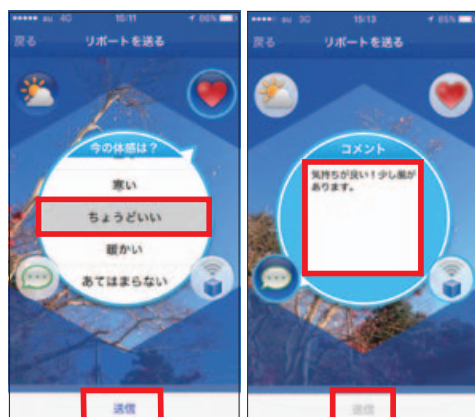 au 4G 15:11
戻る リポートを送る
今の体感は?
寒い
ちょうどいい
暖かい
あてはまらない
送信
au 3G 15:13 65%
戻る リポートを送る
コメント
気持ちが良い!少し風が
あります。
送信